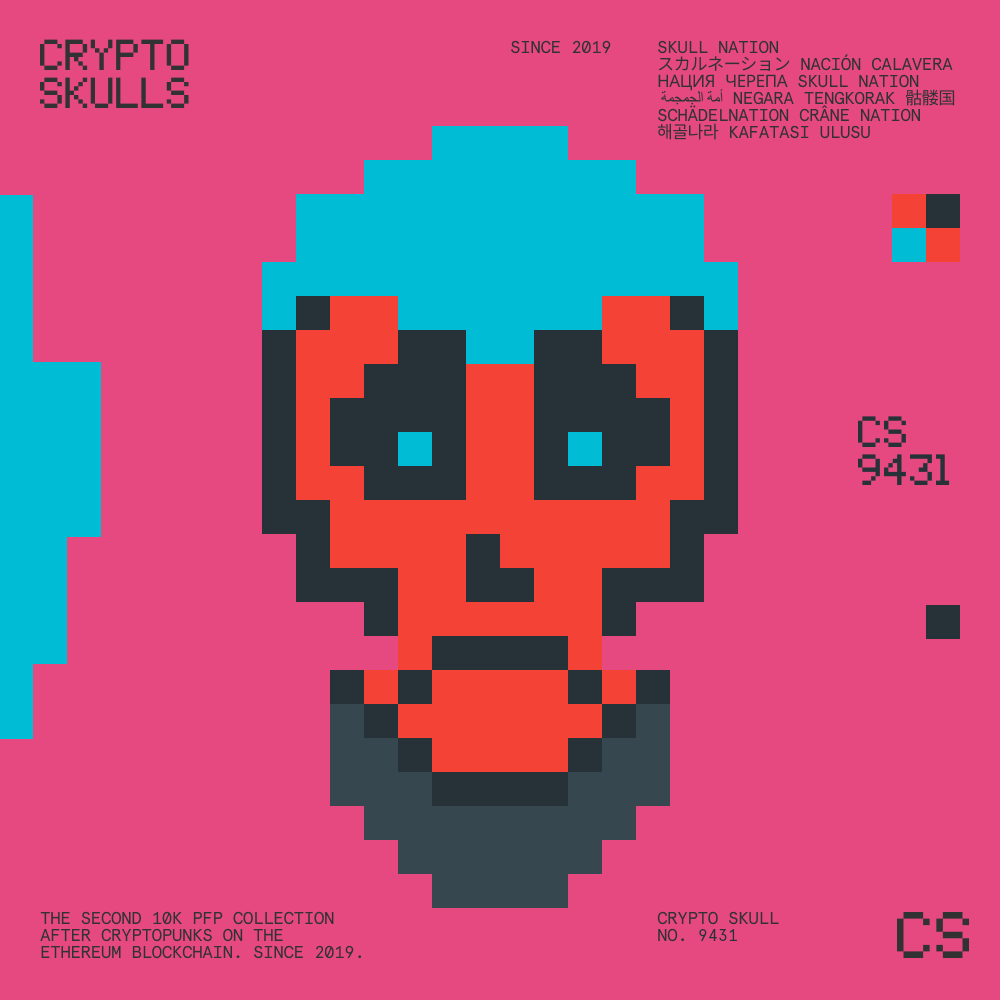 CRYPTO
SKULLS
SINCE 2019
SKULL NATION
スカルネーション NACIÓN CALAVERA
НАЦИЯ ЧЕРЕПА SKULL NATION
أمة الجمجمة NEGARA TENGKORAK 骷髅国
SCHÄDELNATION CRÂNE NATION
해골나라 KAFATASI ULUSU
CS
9431
THE SECOND 10K PFP COLLECTION
AFTER CRYPTOPUNKS ON THE
ETHEREUM BLOCKCHAIN. SINCE 2019.
CRYPTO SKULL
NO. 9431
CS